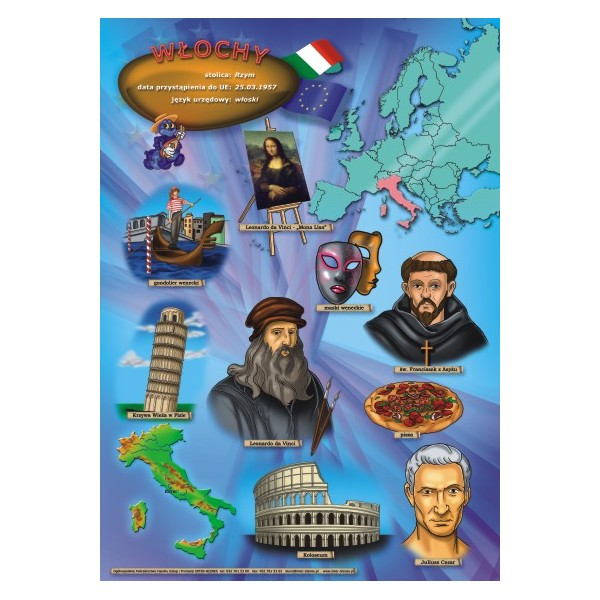 WŁOCHY
stolica: Rzym
data przystąpienia do UE: 25.03.1957
język urzędowy: włoski
Leonardo da Vinci - „Mona Lisa"
gondolier wenecki
maski weneckie
św. Franciszek z Asyżu
Krzywa Wieża w Pizie
Leonardo da Vinci
pizza
Koloseum
Juliusz Cezar